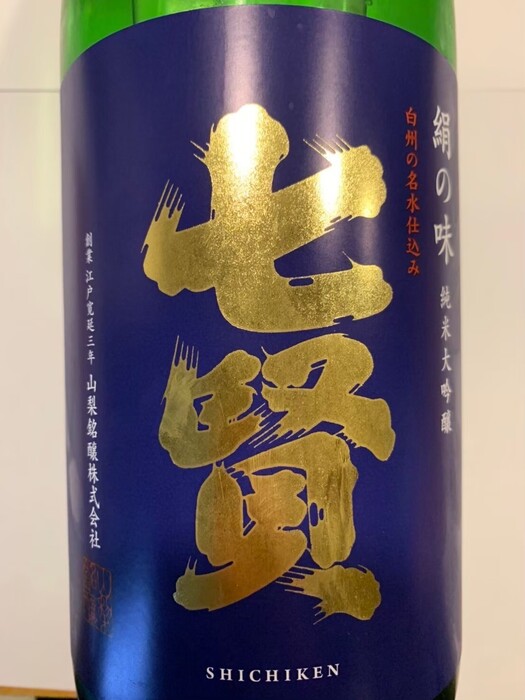 絹の味 純米大吟醸
白州の名水仕込み
七賢
創業 江戸寛延三年 山梨銘醸株式会社
SHICHIKEN